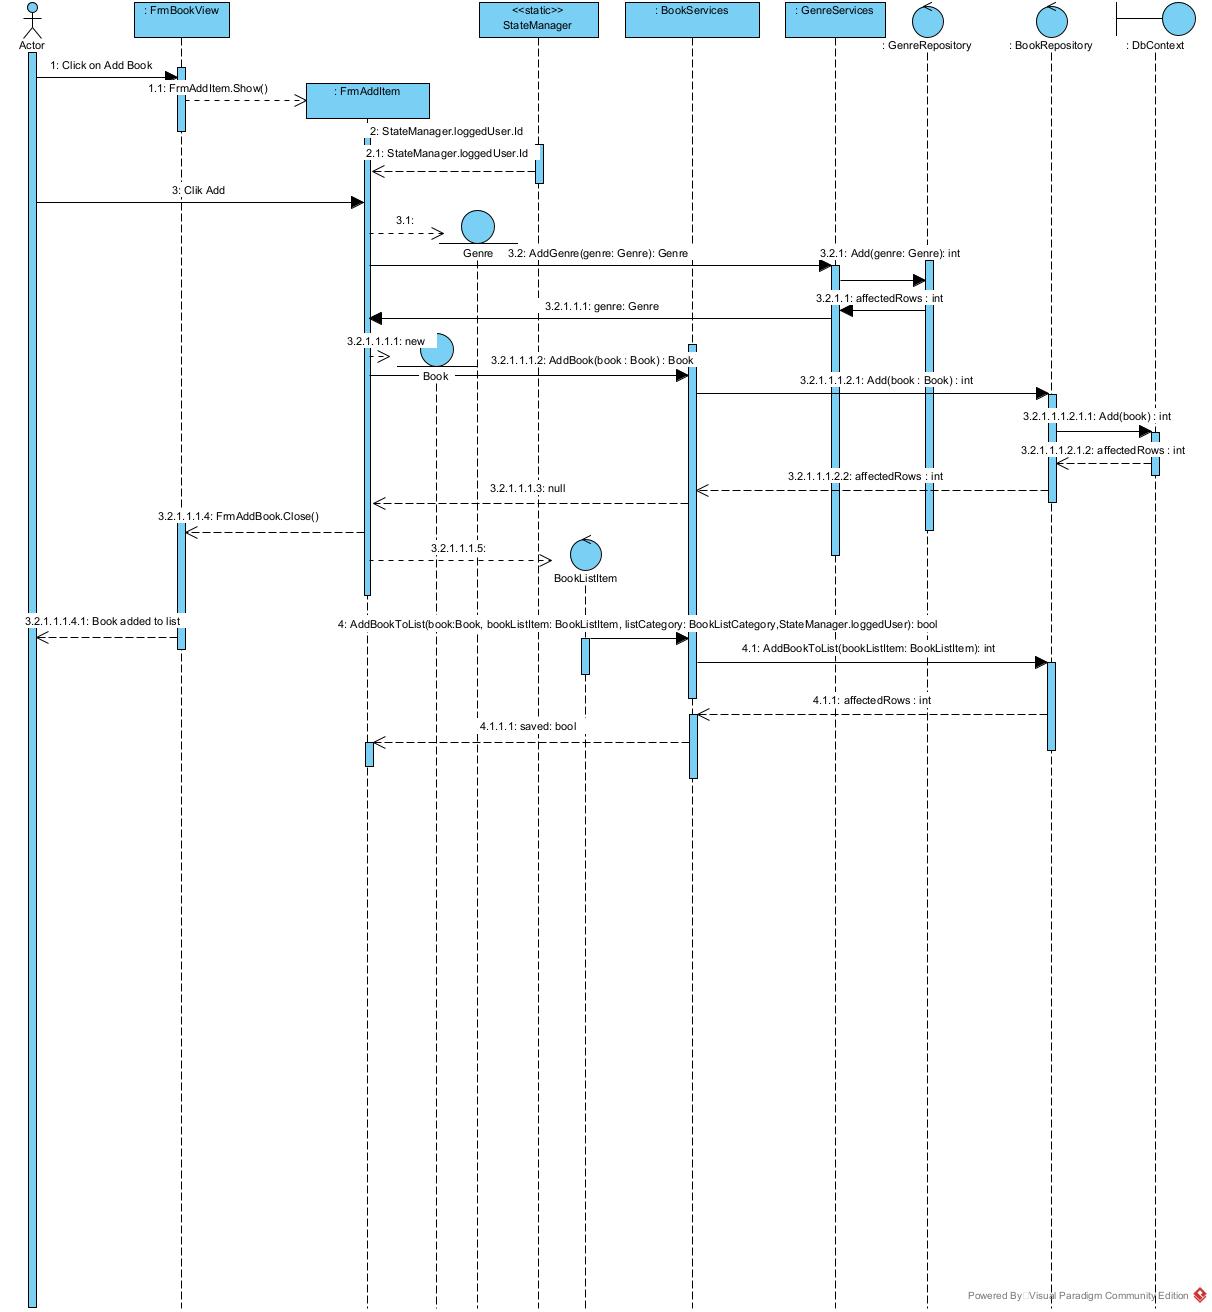 : FrmBookView
<<static>>
StateManager
: BookServices
: GenreServices
Actor
: GenreRepository
: BookRepository
: DbContext
1: Click on Add Book
1.1: FrmAddItem.Show()
: FrmAddItem
2: StateManager.loggedUser.Id
2.1: StateManager.loggedUser.Id
3: Clik Add
3.1:
Genre
3.2: AddGenre(genre: Genre): Genre
3.2.1: Add(genre: Genre): int
3.2.1.1: affectedRows : int
3.2.1.1.1: genre: Genre
3.2.1.1.1.1: new
Book
3.2.1.1.1.2: AddBook(book : Book) : Book
3.2.1.1.1.2.1: Add(book : Book) : int
3.2.1.1.1.2.1.1: Add(book) : int
3.2.1.1.1.2.1.2: affectedRows : int
3.2.1.1.1.2.2: affectedRows : int
3.2.1.1.1.3: null
3.2.1.1.1.4: FrmAddBook.Close()
3.2.1.1.1.5:
BookListItem
3.2.1.1.1.4.1: Book added to list
4: AddBookToList(book:Book, bookListItem: BookListItem, listCategory: BookListCategory,StateManager.loggedUser): bool
4.1: AddBookToList(bookListItem: BookListItem): int
4.1.1: affectedRows : int
4.1.1.1: saved: bool
Powered By Visual Paradigm Community Edition